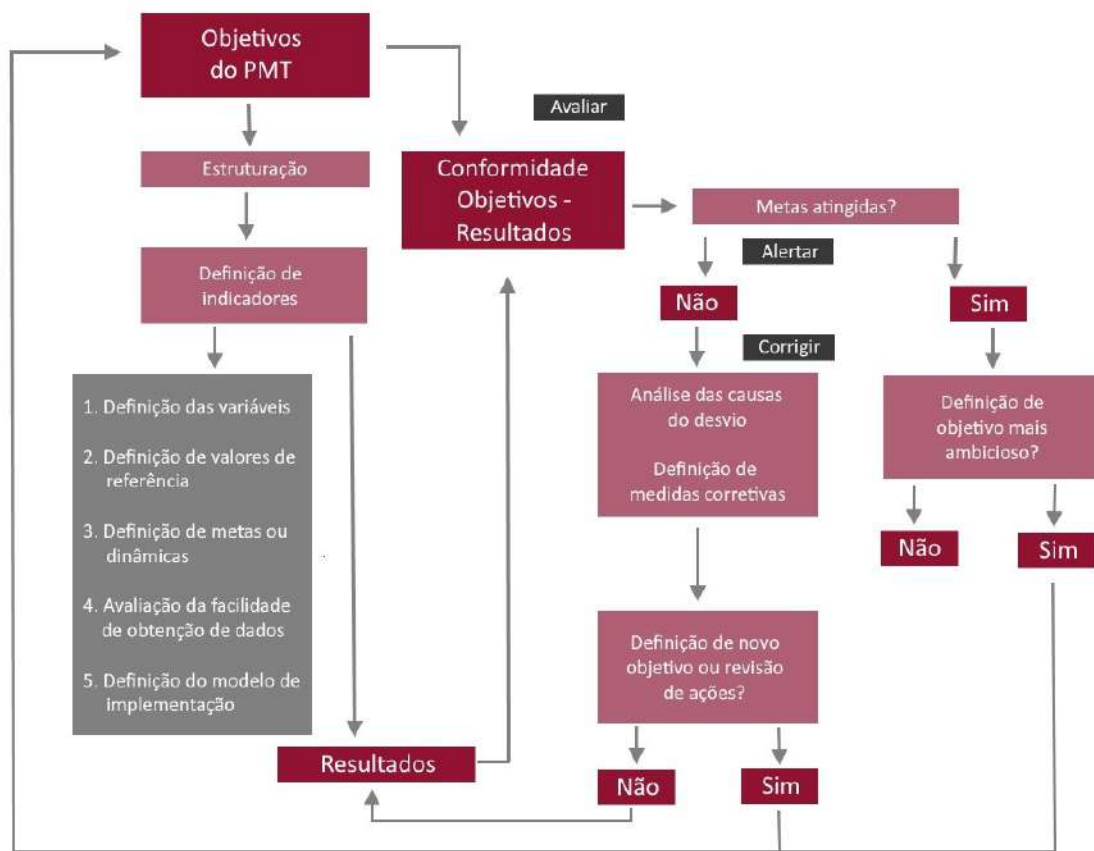 Objetivos
do PMT
Avaliar
Estruturação
Conformidade
Objetivos -
Resultados
Metas atingidas?
Definição de
indicadores
Alertar
Não
Sim
Corrigir
1. Definição das variáveis
2. Definição de valores de
referência
3. Definição de metas ou
dinâmicas
4. Avaliação da facilidade
de obtenção de dados
5. Definição do modelo de
implementação
Análise das causas
do desvio
Definição de
medidas corretivas
Definição de
objetivo mais
ambicioso?
Não
Sim
Definição de novo
objetivo ou revisão
de ações?
Resultados
Não
Sim